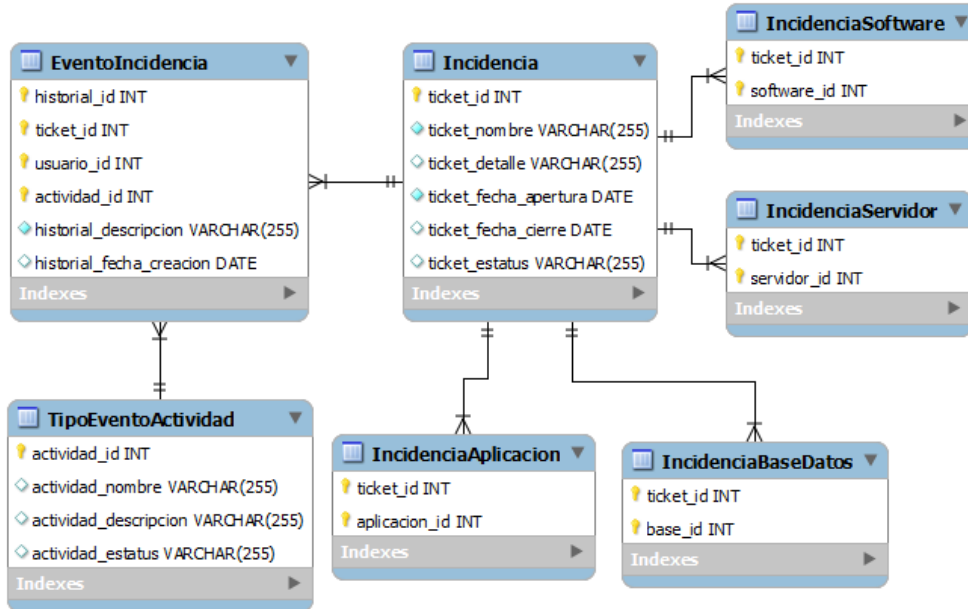 EventoIncidencia
historial_id INT
ticket_id INT
usuario_id INT
actividad_id INT
historial_descripcion VARCHAR(255)
historial_fecha_creacion DATE
Indexes
Incidencia
ticket_id INT
ticket_nombre VARCHAR(255)
ticket_detalle VARCHAR(255)
ticket_fecha_apertura DATE
ticket_fecha_cierre DATE
ticket_estatus VARCHAR(255)
Indexes
IncidenciaSoftware
ticket_id INT
software_id INT
Indexes
IncidenciaServidor
ticket_id INT
servidor_id INT
Indexes
TipoEventoActividad
actividad_id INT
actividad_nombre VARCHAR(255)
actividad_descripcion VARCHAR(255)
actividad_estatus VARCHAR(255)
Indexes
IncidenciaAplicacion
ticket_id INT
aplicacion_id INT
Indexes
IncidenciaBaseDatos
ticket_id INT
base_id INT
Indexes